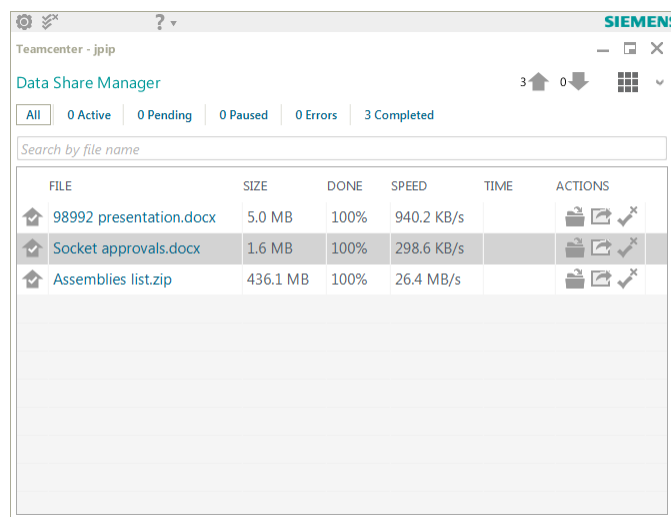 ? SIEMENS
Teamcenter - jpip
Data Share Manager 3 0
All 0 Active 0 Pending 0 Paused 0 Errors 3 Completed
Search by file name
FILE SIZE DONE SPEED TIME ACTIONS
98992 presentation.docx 5.0 MB 100% 940.2 KB/s
Socket approvals.docx 1.6 MB 100% 298.6 KB/s
Assemblies list.zip 436.1 MB 100% 26.4 MB/s